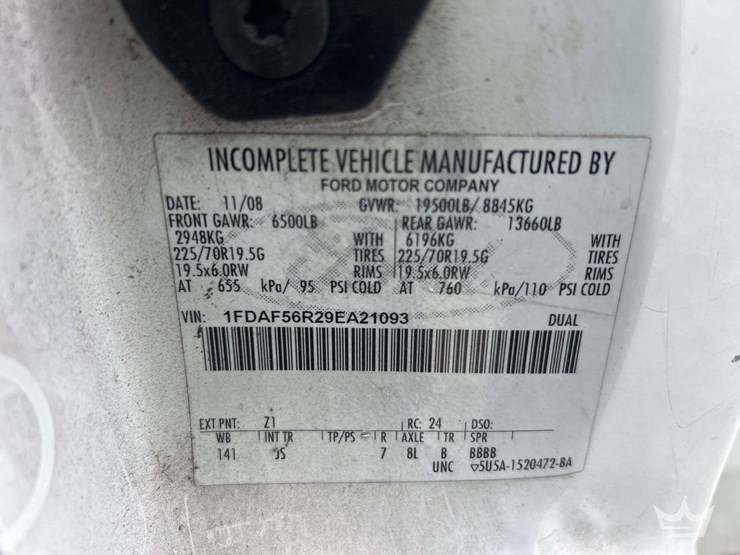 INCOMPLETE VEHICLE MANUFACTURED BY
FORD MOTOR COMPANY
DATE: 11/08 GVWR: 19500LB/ 8845KG
FRONT GAWR: 6500LB REAR GAWR: 13660LB
2948KG WITH 6196KG WITH
225/70R19.5G TIRES 225/70R19.5G TIRES
19.5x6.0RW RIMS 19.5x6.0RW RIMS
AT 655 kPa/ 95 PSI COLD AT 760 kPa/110 PSI COLD
VIN: 1FDAF56R29EA21093 DUAL
EXT PNT: Z1 RC: 24 DSO:
WB INT TR TP/PS R AXLE TR SPR
141 7 8L B BBBB
UNC ▽5U5A-1520472-BA